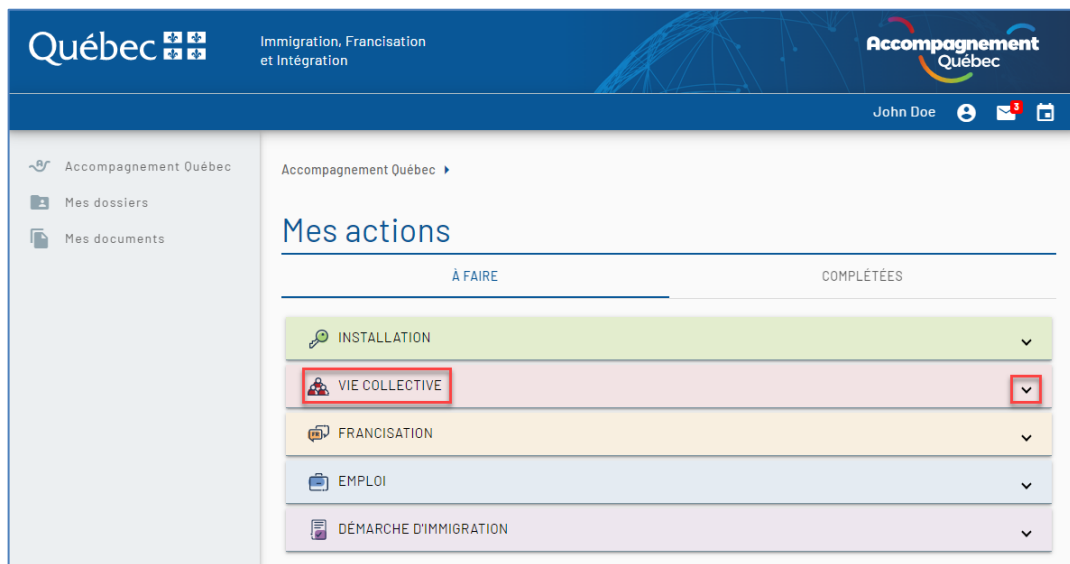 Québec
Immigration, Francisation
et Intégration
Accompagnement
Québec
John Doe
3
Accompagnement Québec
Mes dossiers
Mes documents
Accompagnement Québec
Mes actions
À FAIRE
COMPLÉTÉES
INSTALLATION
VIE COLLECTIVE
FR
FRANCISATION
EMPLOI
DÉMARCHE D'IMMIGRATION